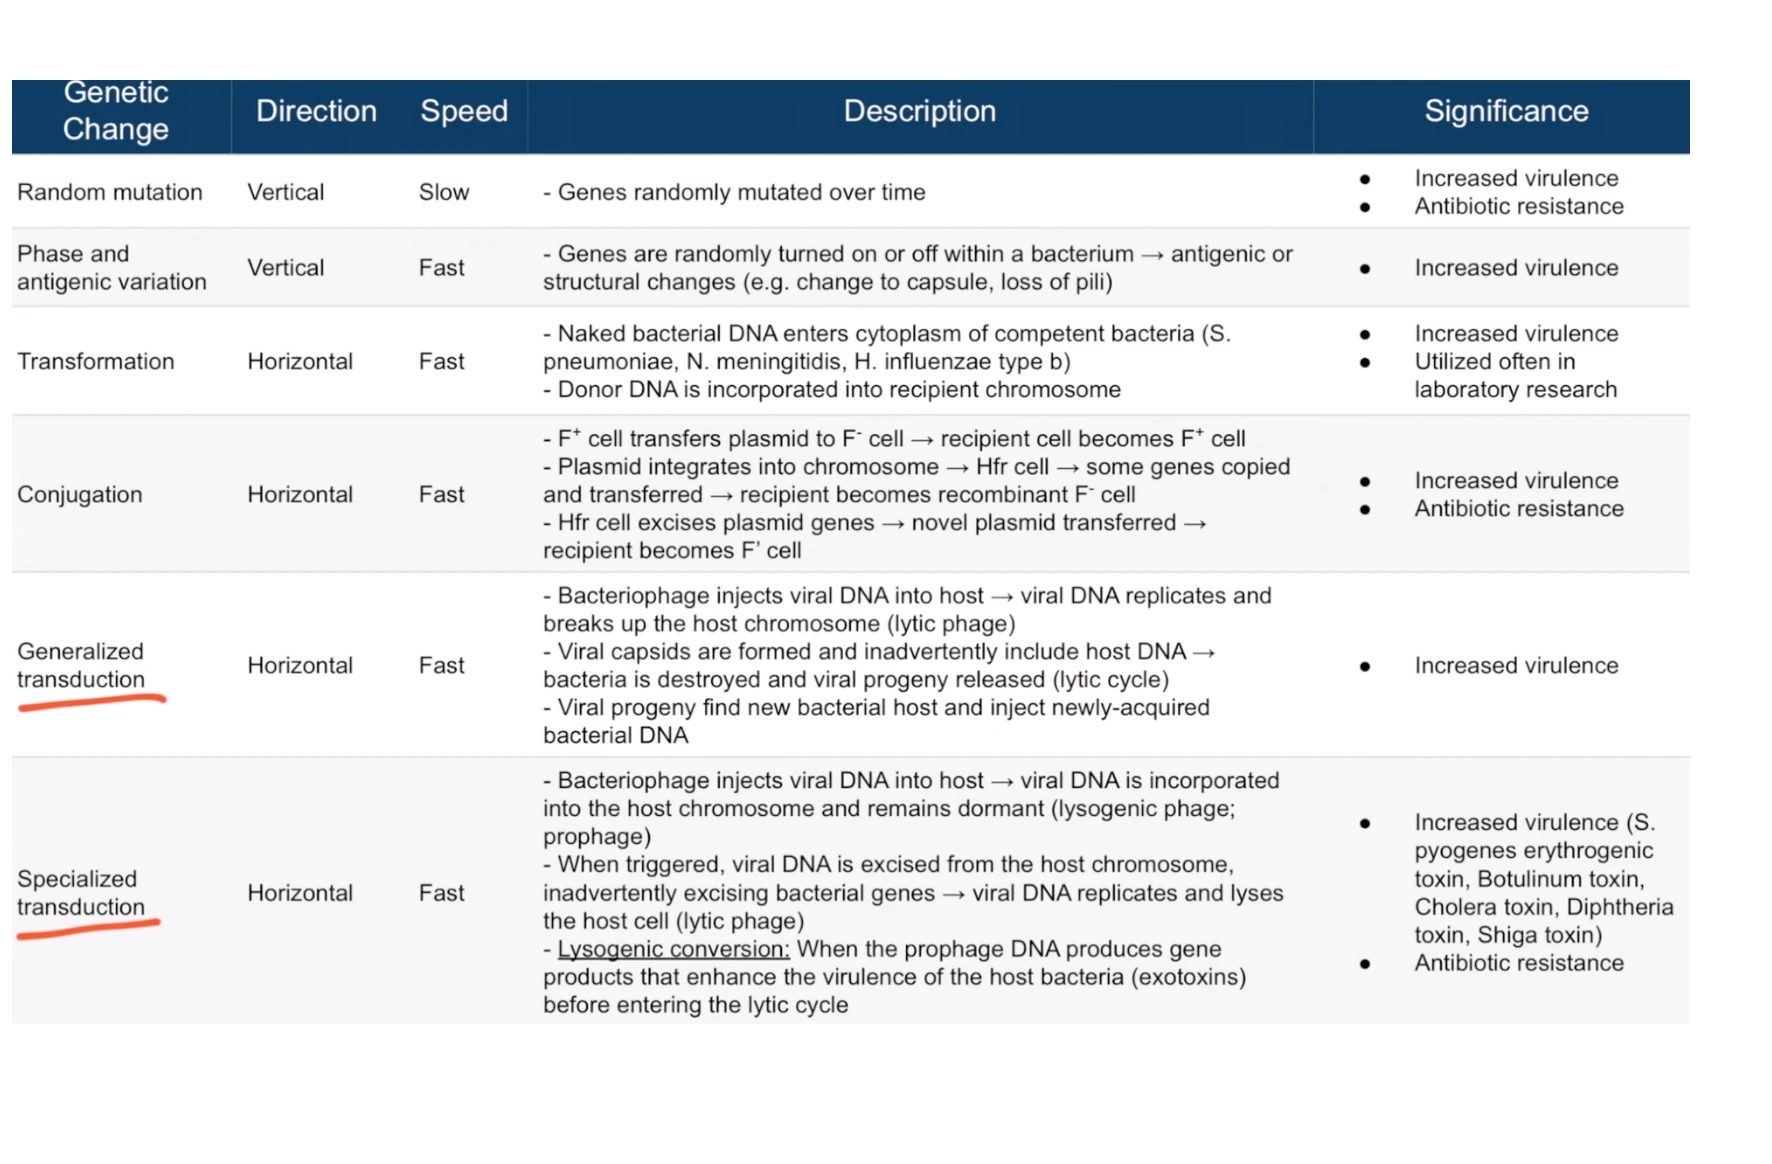 Genetic
Change
Direction
Speed
Description
Significance
Random mutation
Vertical
Slow
- Genes randomly mutated over time
● Increased virulence
● Antibiotic resistance
Phase and
antigenic variation
Vertical
Fast
- Genes are randomly turned on or off within a bacterium → antigenic or
structural changes (e.g. change to capsule, loss of pili)
● Increased virulence
Transformation
Horizontal
Fast
- Naked bacterial DNA enters cytoplasm of competent bacteria (S.
pneumoniae, N. meningitidis, H. influenzae type b)
- Donor DNA is incorporated into recipient chromosome
● Increased virulence
● Utilized often in
laboratory research
Conjugation
Horizontal
Fast
- F⁺ cell transfers plasmid to F⁻ cell → recipient cell becomes F⁺ cell
- Plasmid integrates into chromosome → Hfr cell → some genes copied
and transferred → recipient becomes recombinant F⁻ cell
- Hfr cell excises plasmid genes → novel plasmid transferred →
recipient becomes F’ cell
● Increased virulence
● Antibiotic resistance
Generalized
transduction
Horizontal
Fast
- Bacteriophage injects viral DNA into host → viral DNA replicates and
breaks up the host chromosome (lytic phage)
- Viral capsids are formed and inadvertently include host DNA →
bacteria is destroyed and viral progeny released (lytic cycle)
- Viral progeny find new bacterial host and inject newly-acquired
bacterial DNA
● Increased virulence
Specialized
transduction
Horizontal
Fast
- Bacteriophage injects viral DNA into host → viral DNA is incorporated
into the host chromosome and remains dormant (lysogenic phage;
prophage)
- When triggered, viral DNA is excised from the host chromosome,
inadvertently excising bacterial genes → viral DNA replicates and lyses
the host cell (lytic phage)
- Lysogenic conversion: When the prophage DNA produces gene
products that enhance the virulence of the host bacteria (exotoxins)
before entering the lytic cycle
● Increased virulence (S.
pyogenes erythrogenic
toxin, Botulinum toxin,
Cholera toxin, Diphtheria
toxin, Shiga toxin)
● Antibiotic resistance